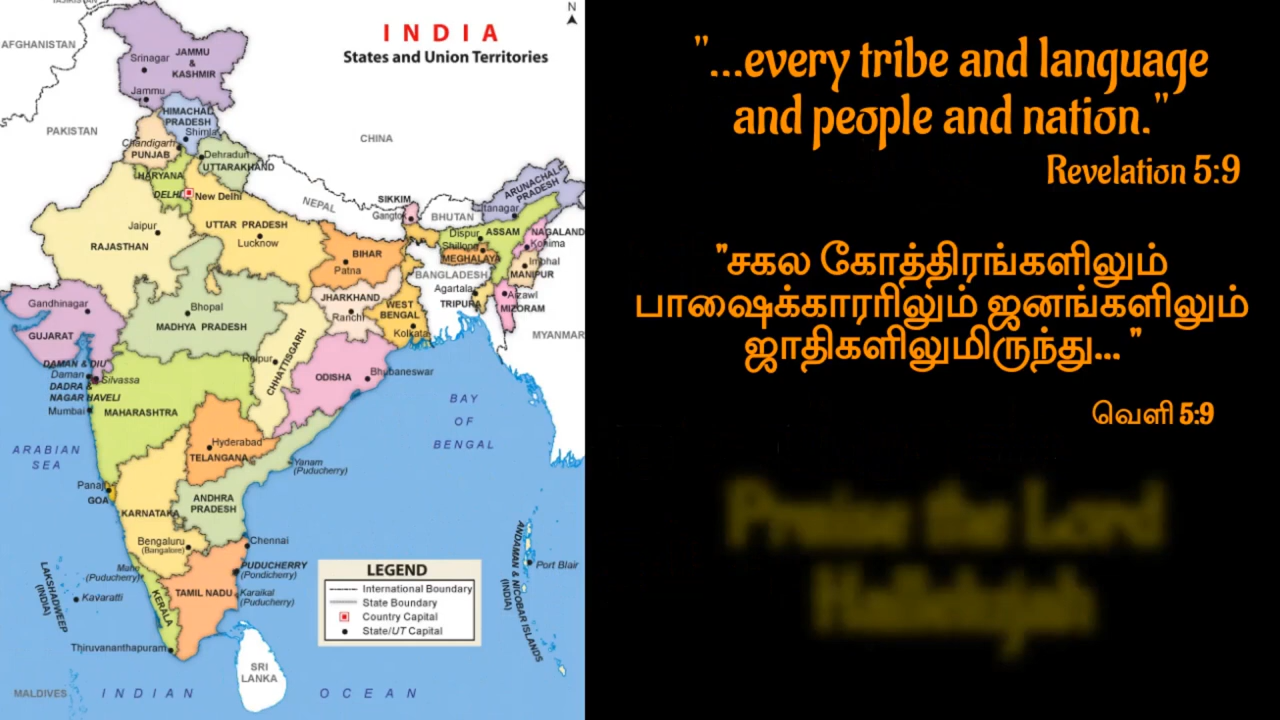 TAJIKISTAN
AFGHANISTAN
N
INDIA
States and Union Territories
Srinagar
JAMMU
&
KASHMIR
Jammu
HIMACHAL
PRADESH
Shimla
PAKISTAN
CHINA
Chandigarh
PUNJAB
Dehradun
UTTARAKHAND
HARYANA
DELHI
New Delhi
ARUNACHAL
PRADESH
Itanagar
SIKKIM
Gangtok
NEPAL
BHUTAN
Jaipur
RAJASTHAN
UTTAR PRADESH
Lucknow
Dispur
ASSAM
NAGALAND
Kohima
Shillong
MEGHALAYA
Imphal
MANIPUR
BIHAR
Patna
BANGLADESH
Agartala
TRIPURA
Aizawl
MIZORAM
Gandhinagar
GUJARAT
Bhopal
MADHYA PRADESH
JHARKHAND
Ranchi
WEST
BENGAL
Kolkata
MYANMAR
CHHATTISGARH
Raipur
DAMAN & DIU
Daman
Silvassa
DADRA &
NAGAR HAVELI
Mumbai
MAHARASHTRA
ODISHA
Bhubaneswar
BAY
OF
BENGAL
ARABIAN
SEA
Hyderabad
TELANGANA
Yanam
(Puducherry)
Panaji
GOA
KARNATAKA
ANDHRA
PRADESH
Bengaluru
(Bangalore)
Chennai
Mahe
(Puducherry)
PUDUCHERRY
(Pondicherry)
TAMIL NADU
Karaikal
(Puducherry)
KERALA
LAKSHADWEEP
(INDIA)
Kavaratti
Thiruvananthapuram
ANDAMAN & NICOBAR ISLANDS
(INDIA)
Port Blair
LEGEND
International Boundary
State Boundary
Country Capital
State/UT Capital
SRI
LANKA
MALDIVES
INDIAN OCEAN
"...every tribe and language
and people and nation."
Revelation 5:9
"சகல கோத்திரங்களிலும்
பாஷைக்காரரிலும் ஜனங்களிலும்
ஜாதிகளிலுமிருந்து... "
வெளி 5:9
Praise the Lord
Hallelujah